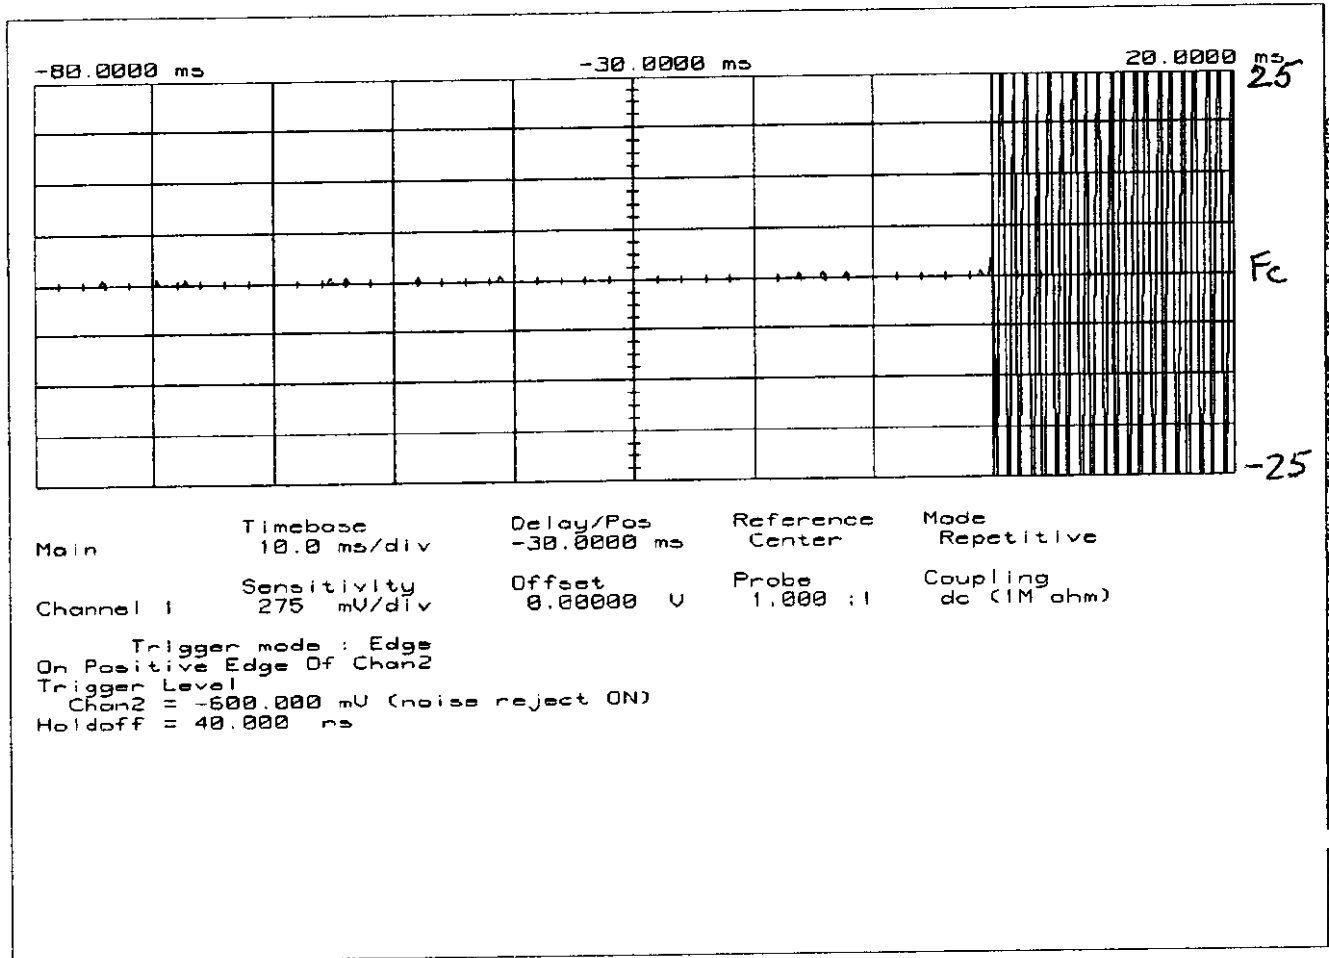 -80.0000 ms -30.0000 ms 20.0000 ms
25
Fc
-25
Timebase Delay/Pos Reference Mode
Main 10.0 ms/div -30.0000 ms Center Repetitive
Sensitivity Offset Probe Coupling
Channel 1 275 mV/div 0.00000 V 1.000 :1 dc (1M ohm)
Trigger mode : Edge
On Positive Edge Of Chan2
Trigger Level
Chan2 = -600.000 mV (noise reject ON)
Holdoff = 40.000 ns